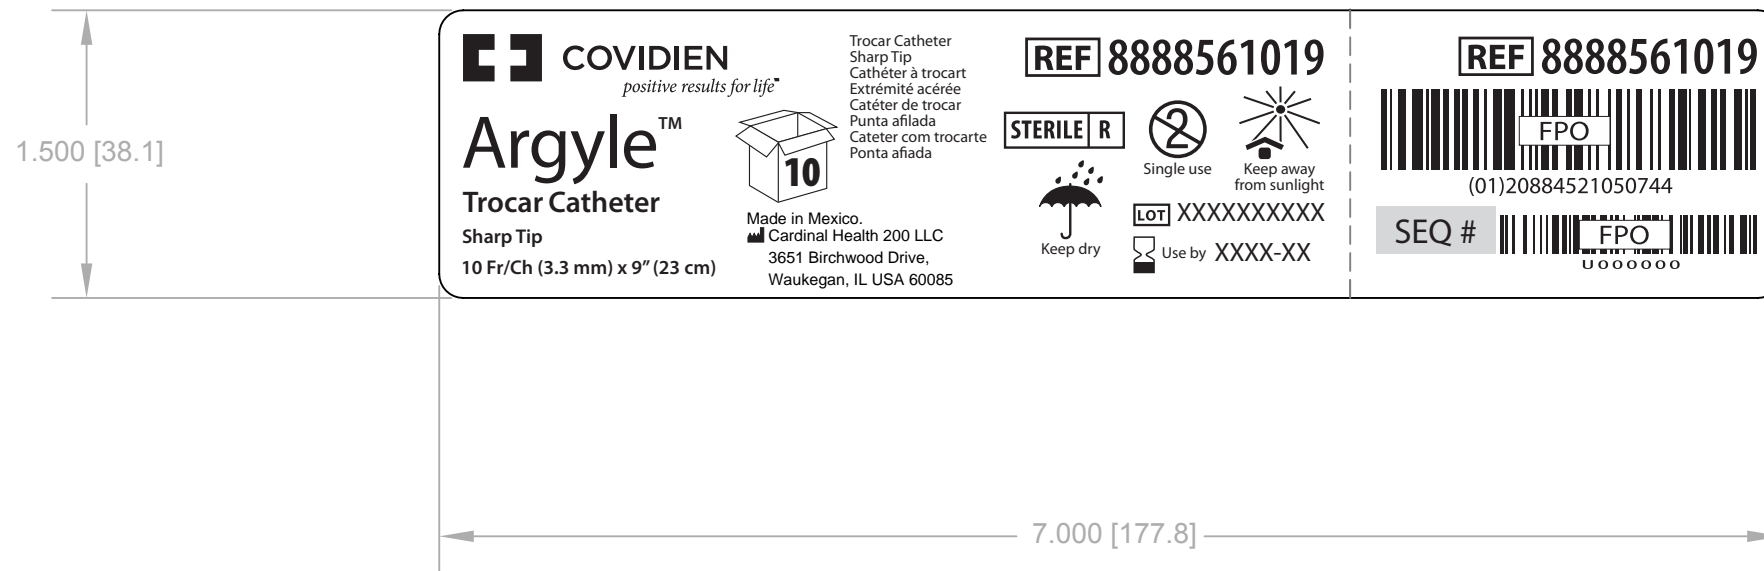 1.500 [38.1]
COVIDIEN
positive results for life™
Argyle™
Trocar Catheter
Sharp Tip
10 Fr/Ch (3.3 mm) x 9” (23 cm)
10
Made in Mexico.
Cardinal Health 200 LLC
3651 Birchwood Drive,
Waukegan, IL USA 60085
Trocar Catheter
Sharp Tip
Cathéter à trocart
Extrémité acérée
Catéter de trocar
Punta afilada
Cateter com trocarte
Ponta afiada
REF 8888561019
STERILE R
2
Single use
Keep away
from sunlight
Keep dry
LOT XXXXXXXXXX
Use by XXXX-XX
REF 8888561019
FPO
(01)20884521050744
SEQ #
FPO
U000000
7.000 [177.8]